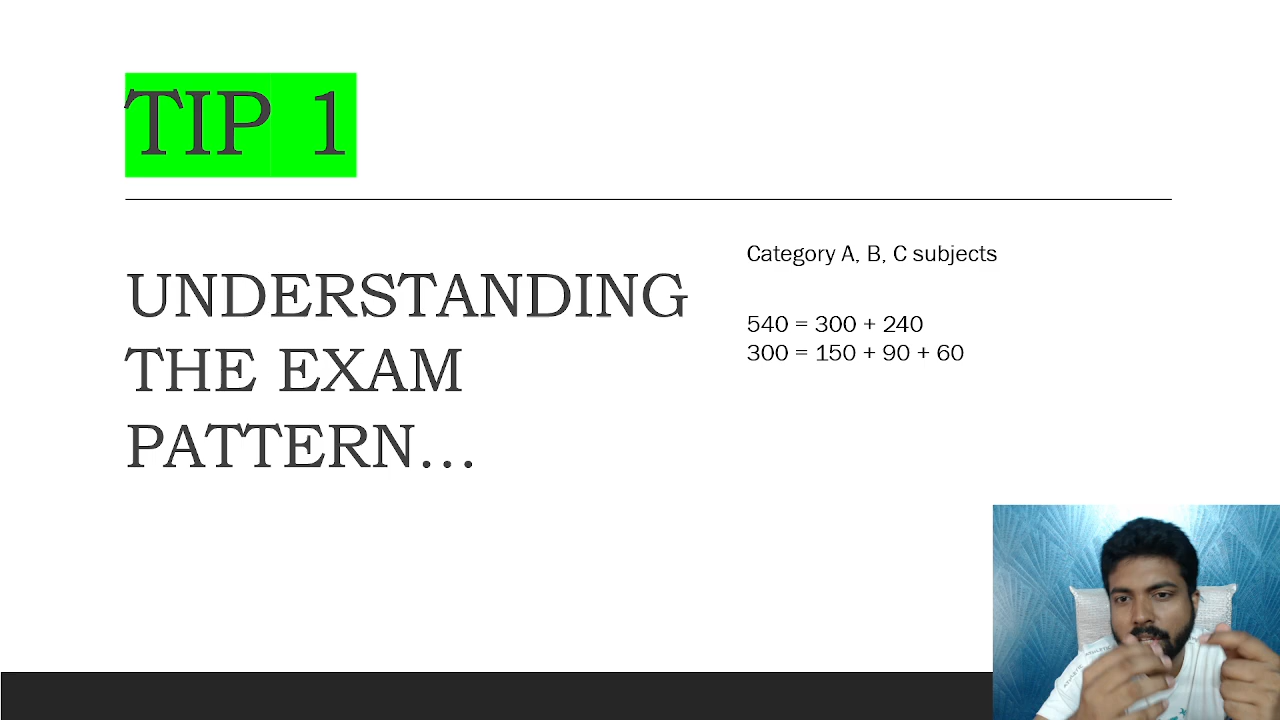 TIP 1
UNDERSTANDING
THE EXAM
PATTERN...
Category A, B, C subjects
540 = 300 + 240
300 = 150 + 90 + 60